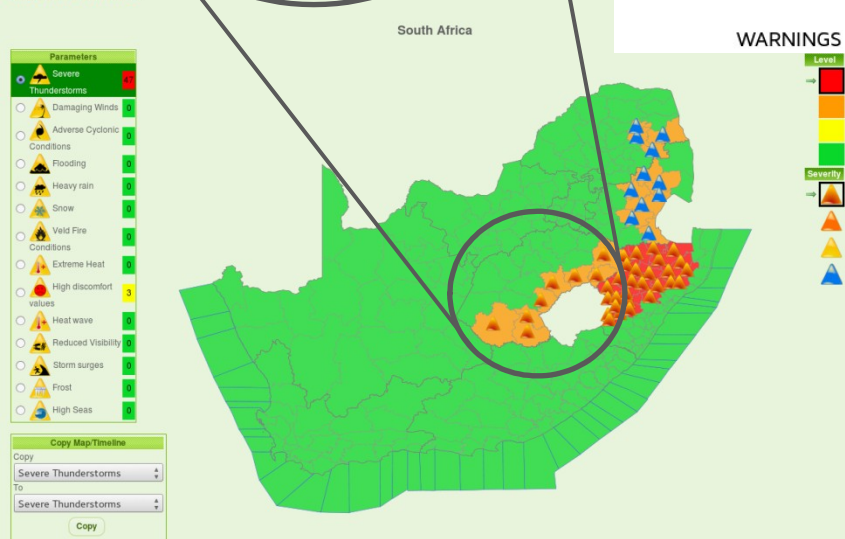 South Africa
WARNINGS
Parameters
Severe
Thunderstorms
47
Damaging Winds 0
Adverse Cyclonic
Conditions
0
Flooding 0
Heavy rain 0
Snow 0
Veld Fire
Conditions
0
Extreme Heat 0
High discomfort
values
3
Heat wave 0
Reduced Visibility 0
Storm surges 0
Frost 0
High Seas 0
Copy Map/Timeline
Copy
Severe Thunderstorms
To
Severe Thunderstorms
Copy
Level
Severity